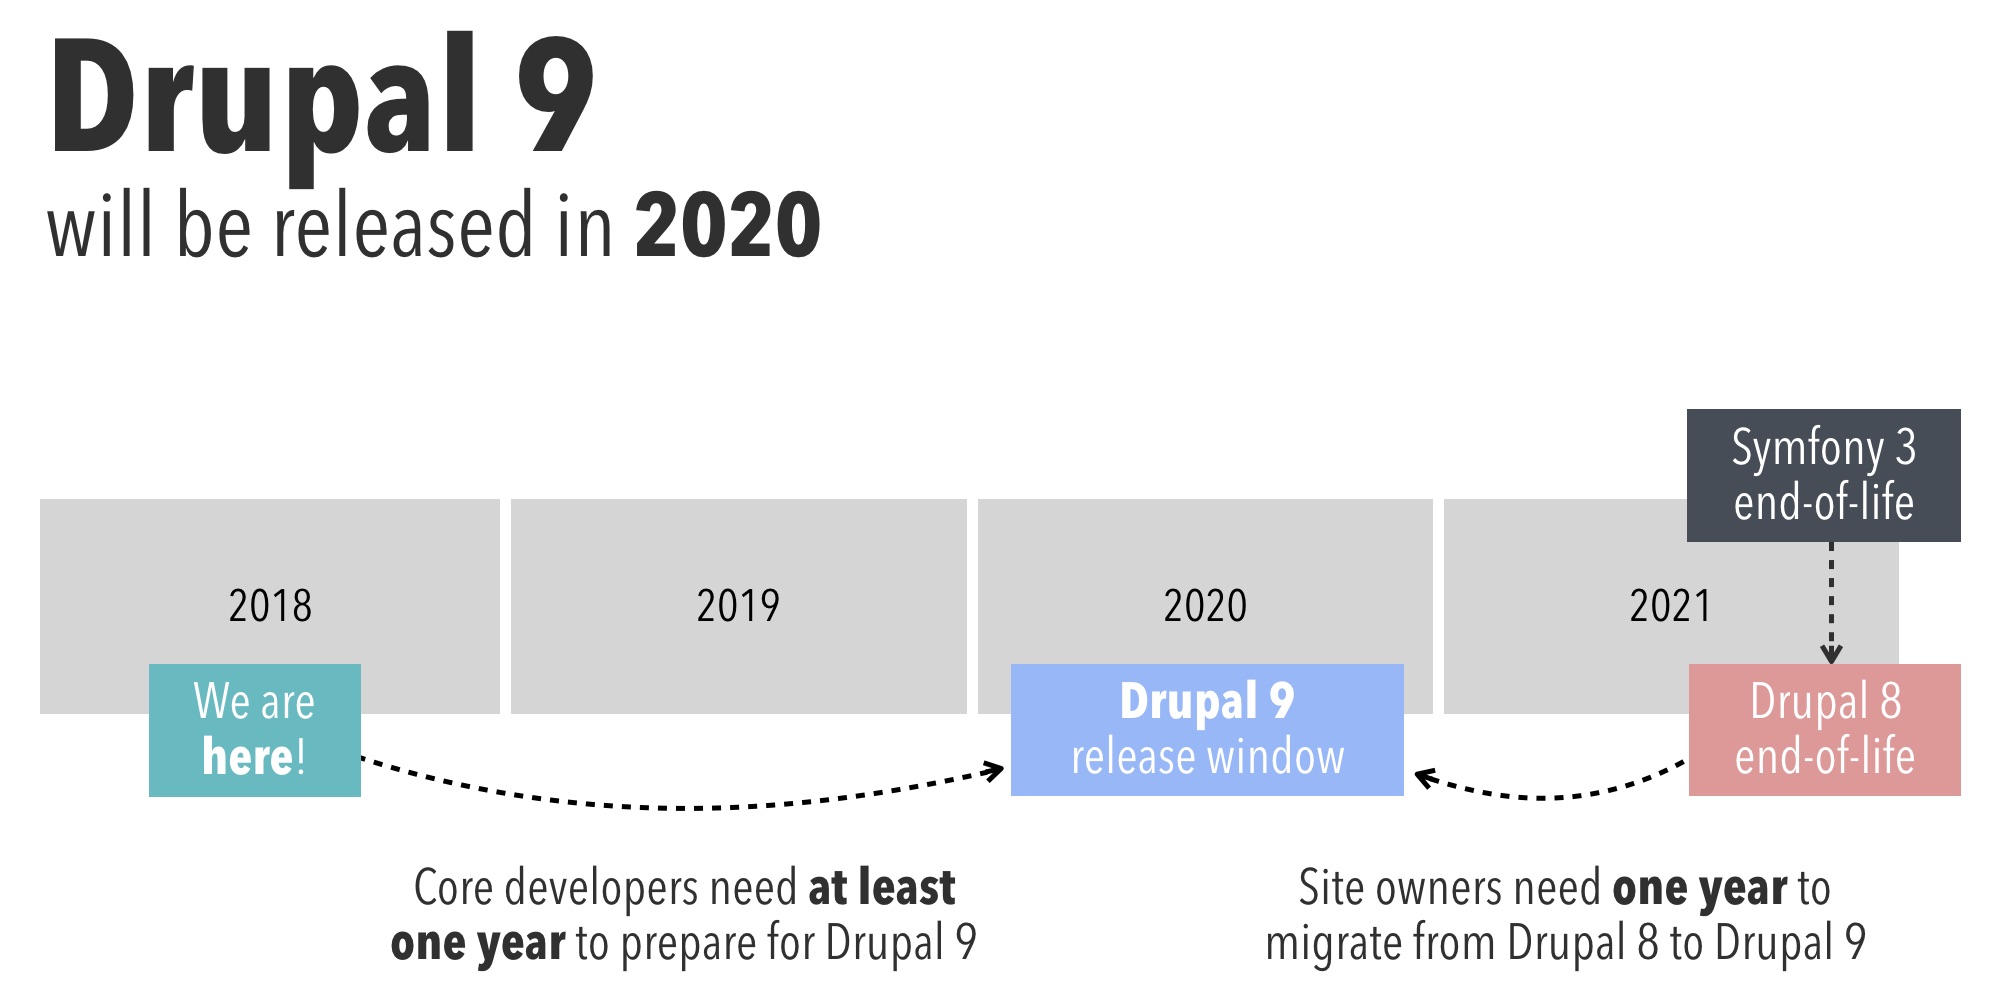 Drupal 9
will be released in 2020
Symfony 3
end-of-life
2018
2019
2020
2021
We are
here!
Drupal 9
release window
Drupal 8
end-of-life
Core developers need at least
one year to prepare for Drupal 9
Site owners need one year to
migrate from Drupal 8 to Drupal 9